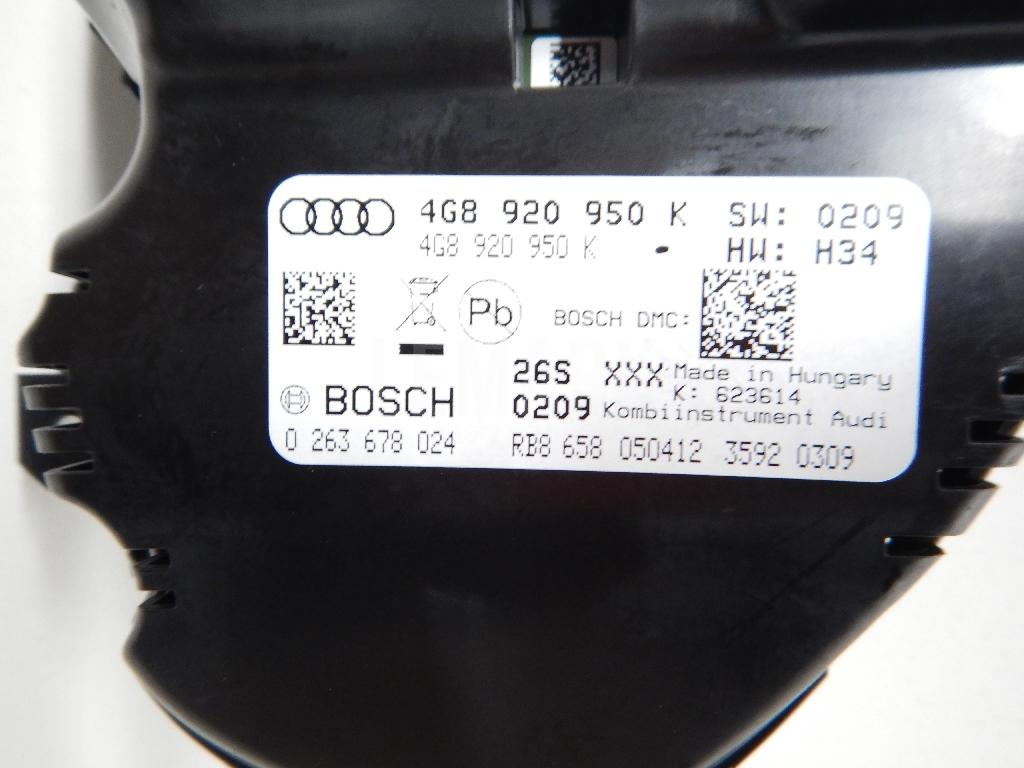 4G8 920 950 K SW: 0209
4G8 920 950 K HW: H34
Pb BOSCH DMC:
26S XXX Made in Hungary
K: 623614
BOSCH 0209 Kombiinstrument Audi
0 263 678 024 RB8 658 050412 3592 0309